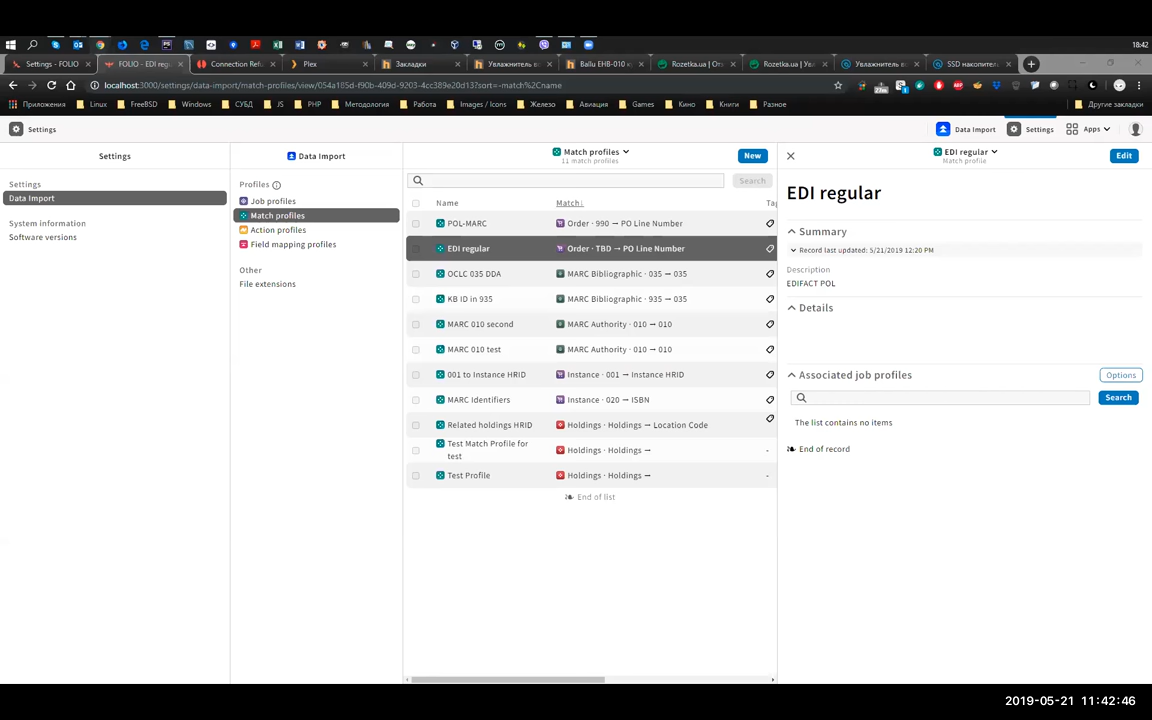 18:42
Settings - FOLIO
FOLIO - EDI regu
Connection Refu
Plex
Закладки
Увлажнитель во
Ballu EHB-010 ку
Rozetka.ua | От
Rozetka.ua | Ув
Увлажнитель в
SSD накопител
localhost:3000/settings/data-import/match-profiles/view/054a185d-f90b-409d-9203-4cc389e20d13?sort=-match%2Cname
Приложения
Linux
FreeBSD
Windows
СУБД
JS
PHP
Методология
Работа
Images / Icons
Железо
Авиация
Games
Кино
Книги
Разное
Другие закладки
Settings
Data Import
Settings
Apps
Settings
Settings
Data Import
System information
Software versions
Data Import
Profiles
Job profiles
Match profiles
Action profiles
Field mapping profiles
Other
File extensions
Match profiles
11 match profiles
New
Search
Name Match↓ Tag
POL-MARC Order · 990 → PO Line Number
EDI regular Order · TBD → PO Line Number
OCLC 035 DDA MARC Bibliographic · 035 → 035
KB ID in 935 MARC Bibliographic · 935 → 035
MARC 010 second MARC Authority · 010 → 010
MARC 010 test MARC Authority · 010 → 010
001 to Instance HRID Instance · 001 → Instance HRID
MARC Identifiers Instance · 020 → ISBN
Related holdings HRID Holdings · Holdings → Location Code
Test Match Profile for test Holdings · Holdings → -
Test Profile Holdings · Holdings → -
End of list
EDI regular
Match profile
Edit
EDI regular
Summary
Record last updated: 5/21/2019 12:20 PM
Description
EDIFACT POL
Details
Associated job profiles
Options
Search
The list contains no items
End of record
2019-05-21 11:42:46